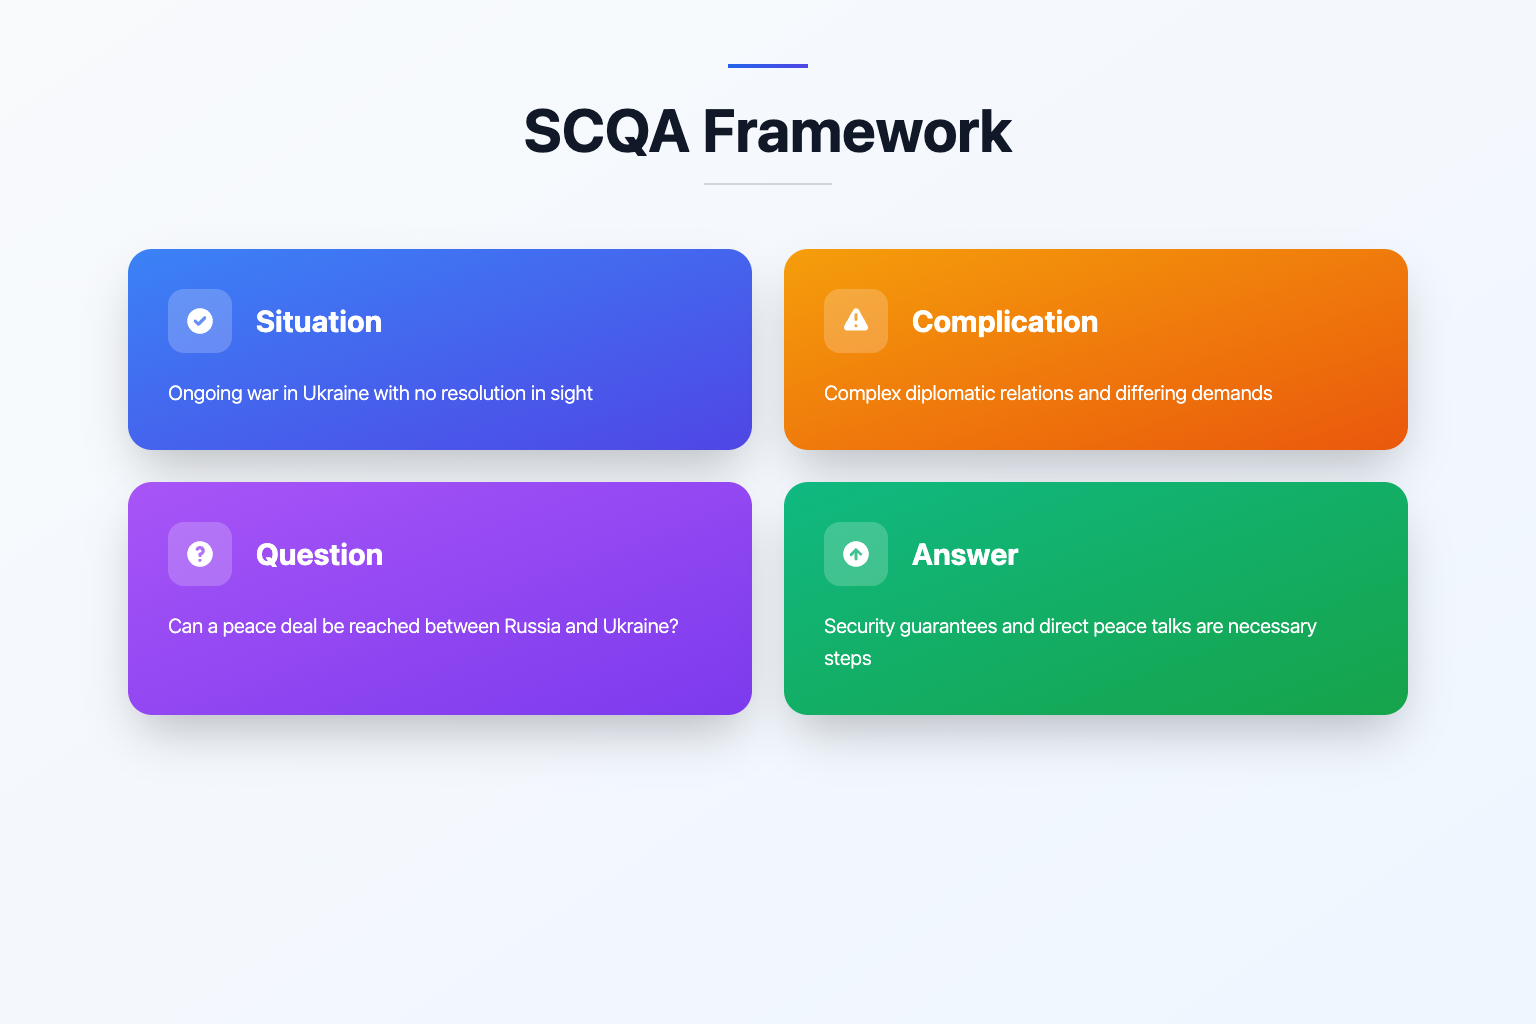 SCQA Framework
Situation
Ongoing war in Ukraine with no resolution in sight
Complication
Complex diplomatic relations and differing demands
Question
Can a peace deal be reached between Russia and Ukraine?
Answer
Security guarantees and direct peace talks are necessary
steps